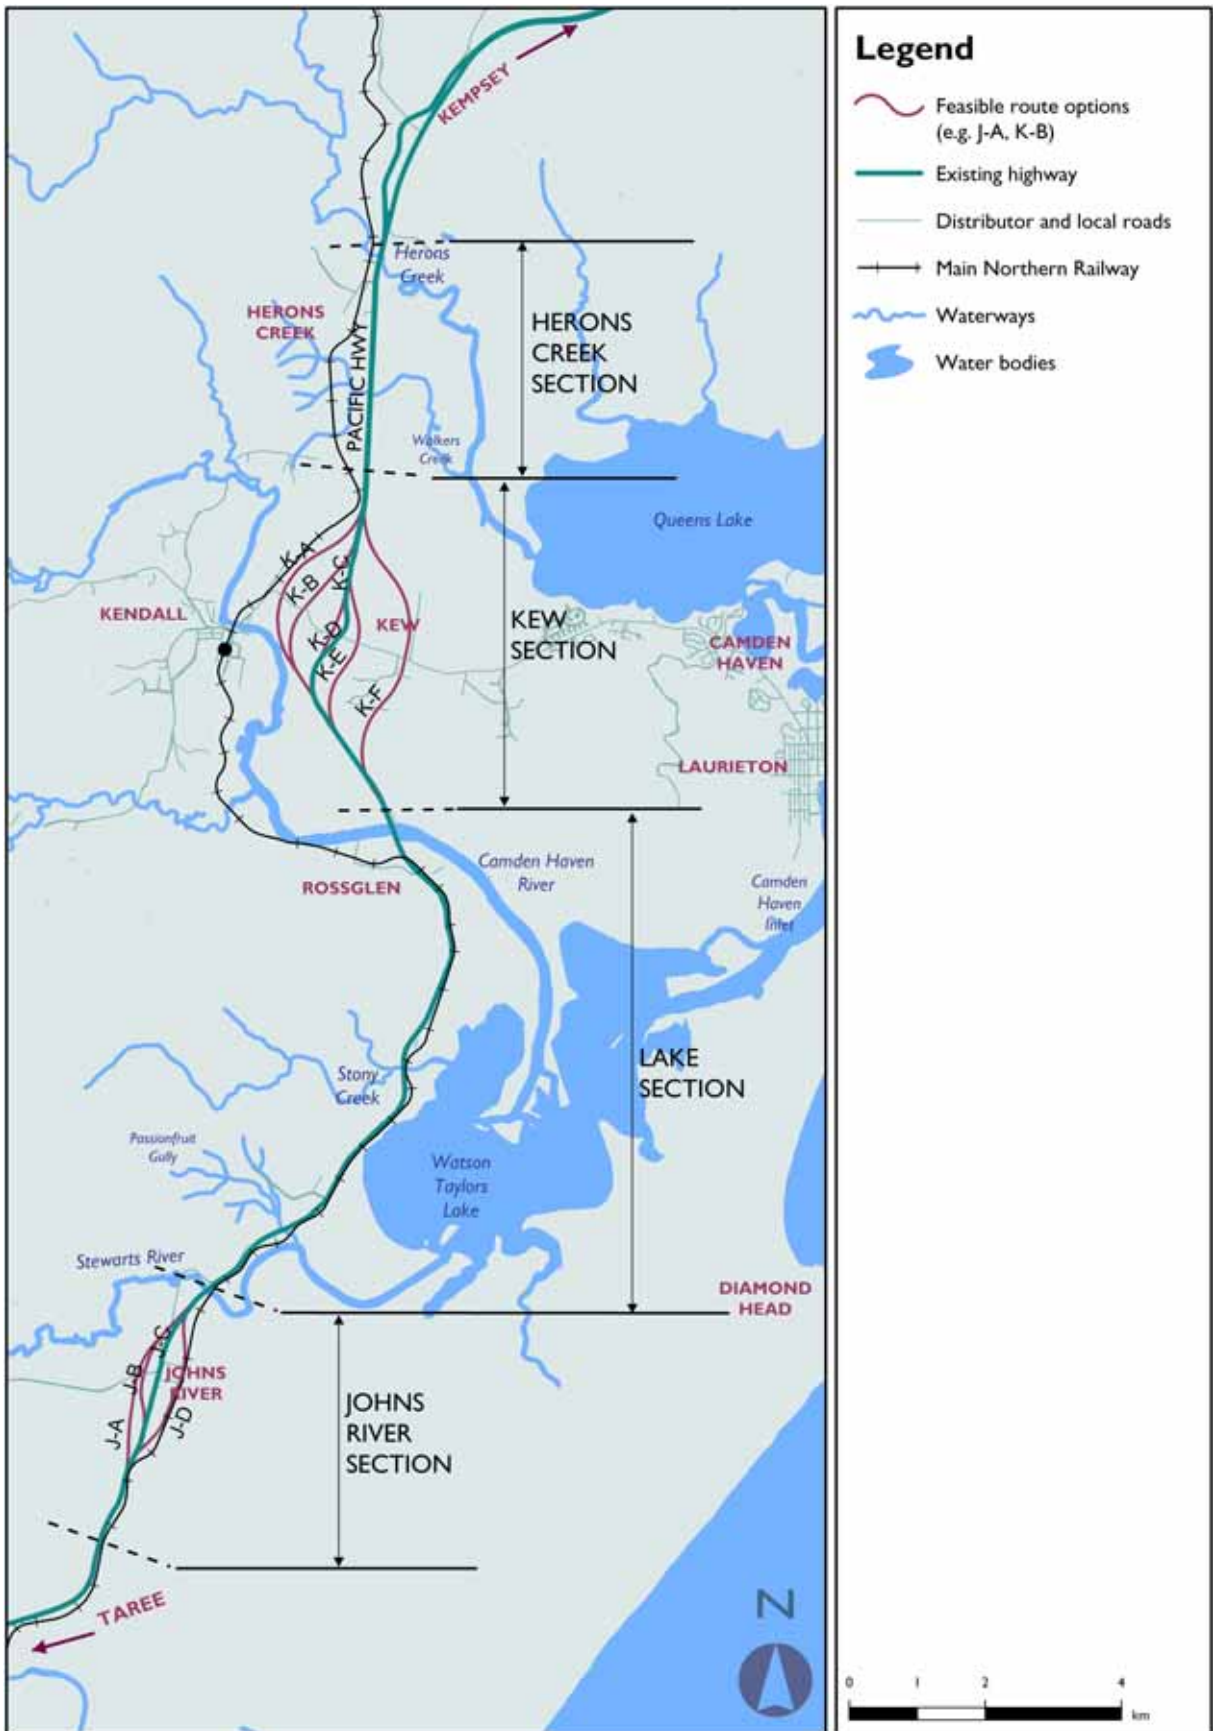 KEMPSEY
Herons
Creek
HERONS
CREEK
PACIFIC HWY
HERONS
CREEK
SECTION
Walkers
Creek
Queens Lake
K-A
K-B
K-C
K-D
K-E
K-F
KENDALL
KEW
KEW
SECTION
CAMDEN
HAVEN
LAURIETON
ROSSGLEN
Camden Haven
River
Camden
Haven
Inlet
LAKE
SECTION
Stony
Creek
Passionfruit
Gully
Watson
Taylors
Lake
Stewarts River
DIAMOND
HEAD
J-C
J-B
JOHNS
RIVER
J-A
J-D
JOHNS
RIVER
SECTION
TAREE
N
Legend
Feasible route options
(e.g. J-A, K-B)
Existing highway
Distributor and local roads
Main Northern Railway
Waterways
Water bodies
0 1 2 4
km